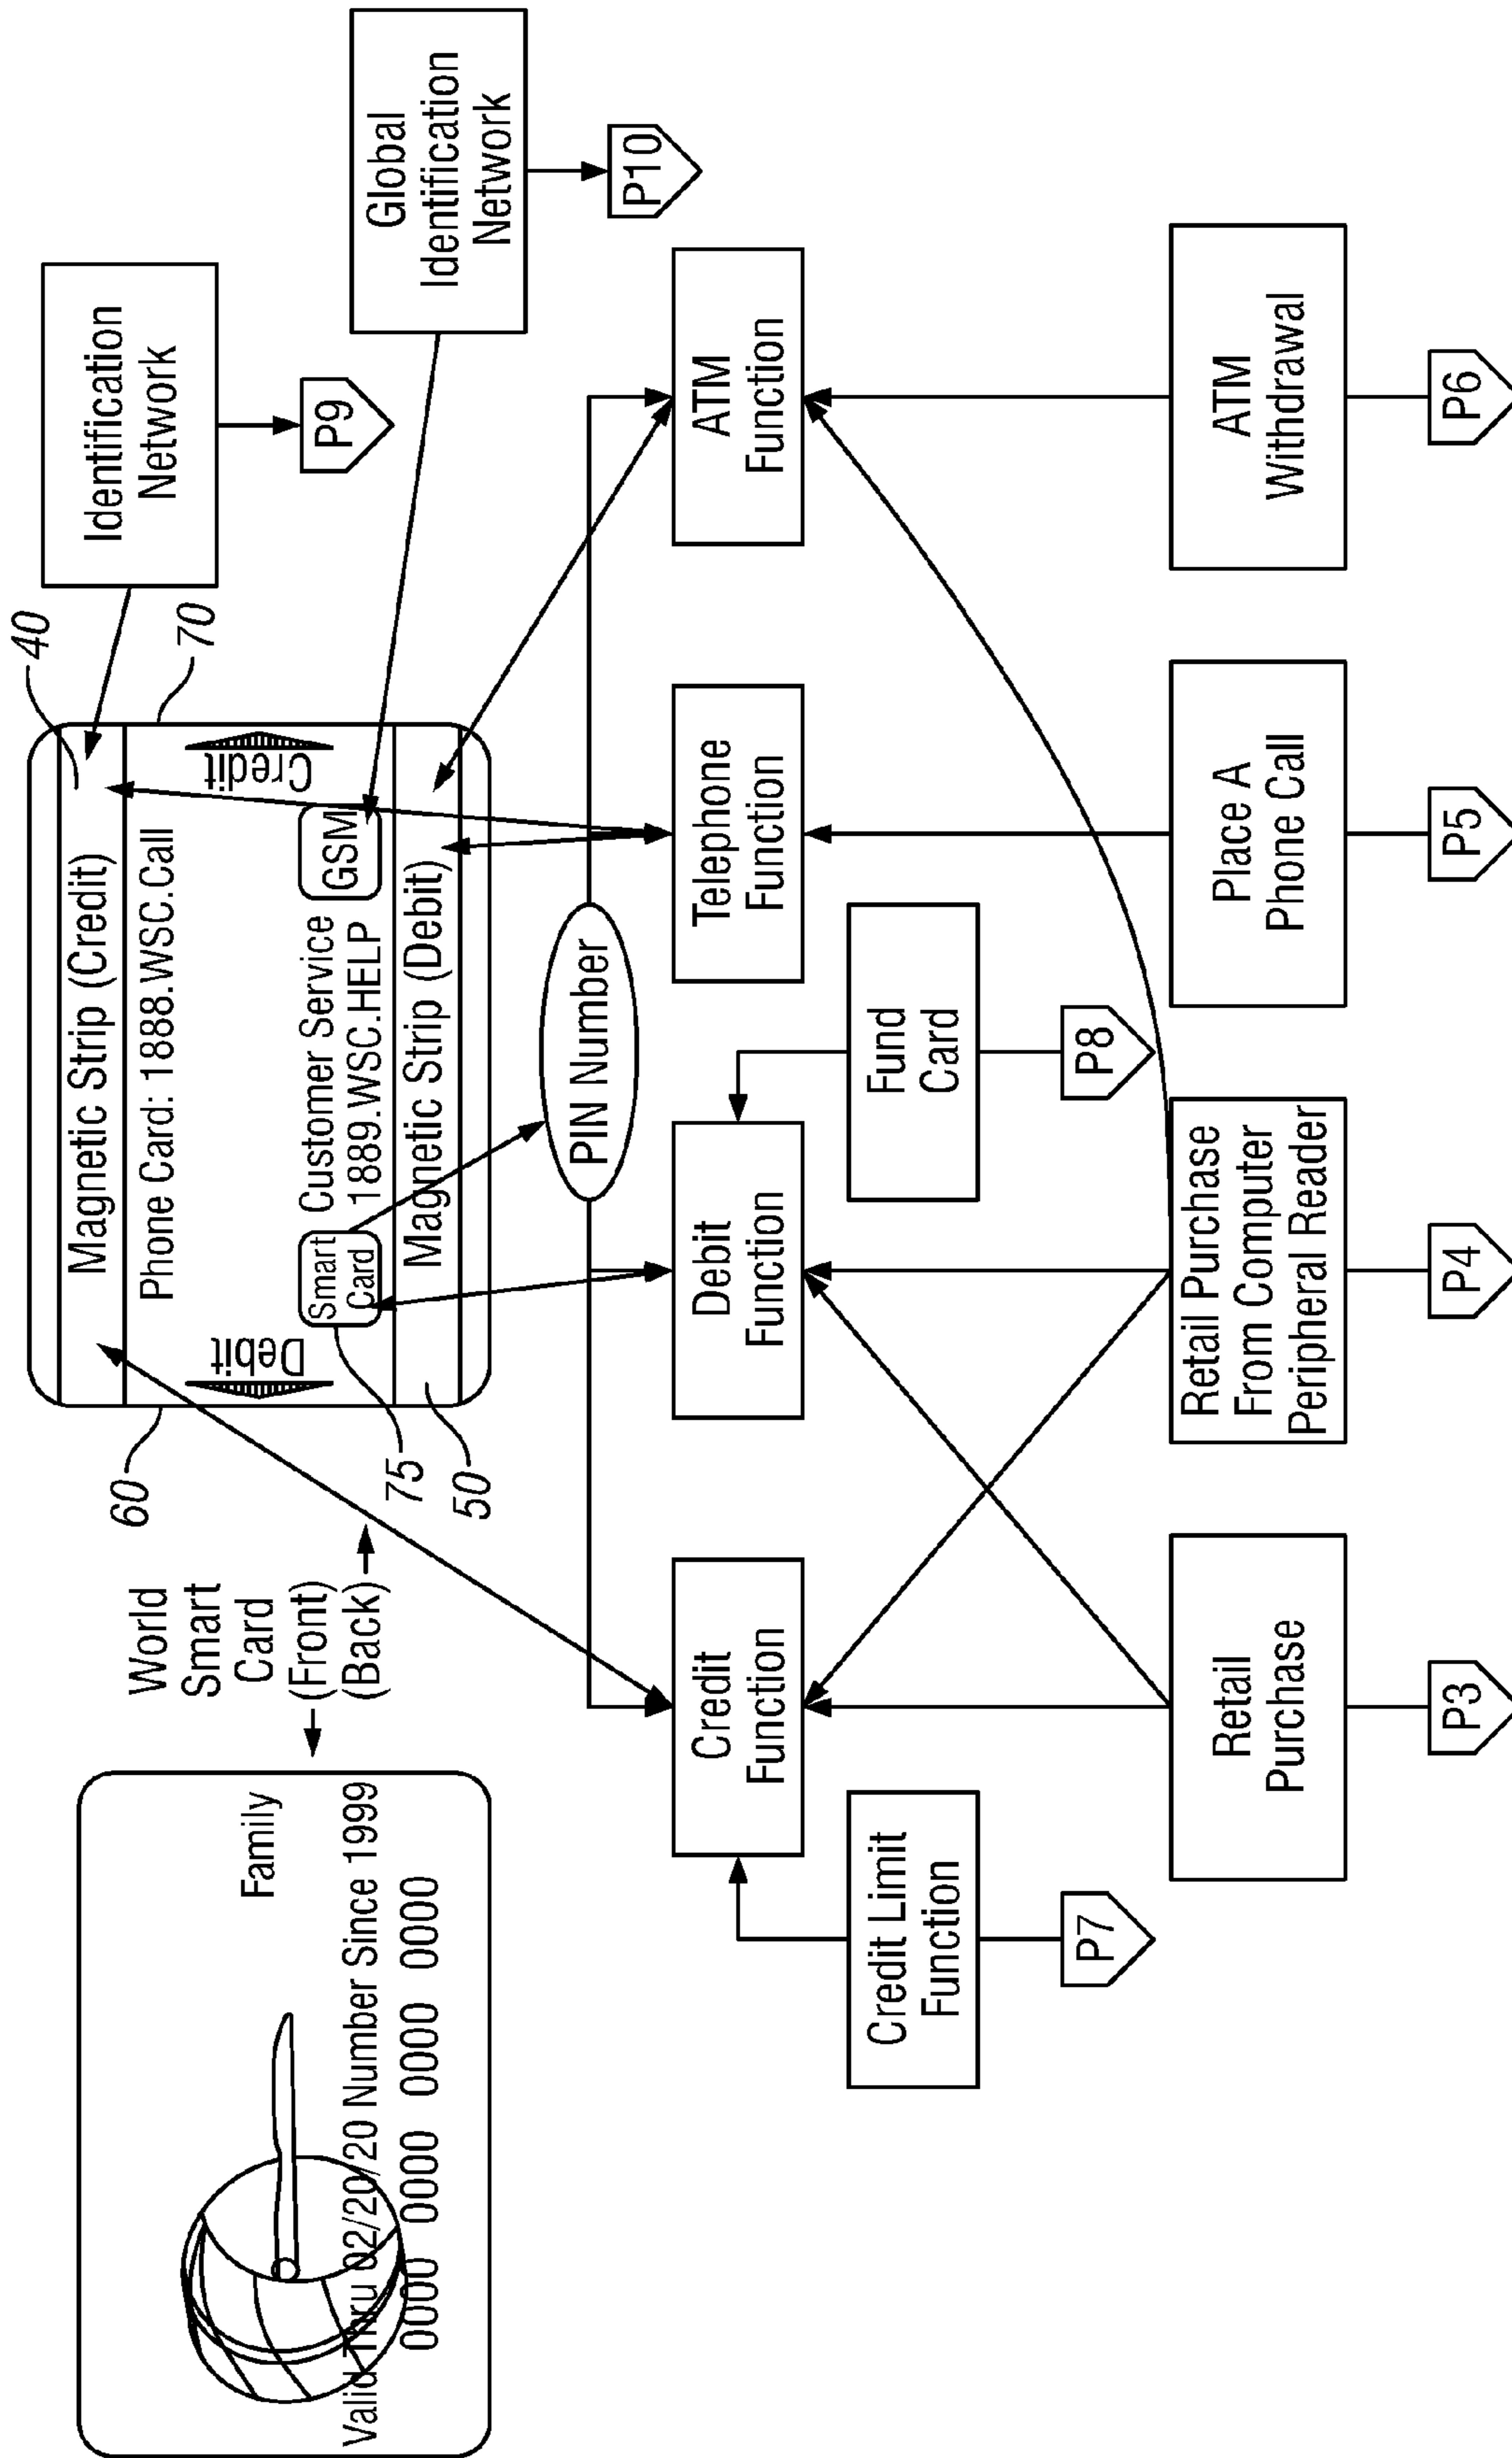 Family
Valid Thru 02/20/20 Number Since 1999
0000 0000 0000 0000 0000
World
Smart
Card
(Front)
(Back)
60
75
50
40
70
Magnetic Strip (Credit)
Phone Card: 1888.WSC.Call
Debit
Credit
Smart
Card
Customer Service
1889.WSC.HELP
GSM
Magnetic Strip (Debit)
Identification
Network
P9
Global
Identification
Network
P10
PIN Number
Credit
Function
Debit
Function
Telephone
Function
ATM
Function
Credit Limit
Function
P7
Fund
Card
P8
Retail
Purchase
P3
Retail Purchase
From Computer
Peripheral Reader
P4
Place A
Phone Call
P5
ATM
Withdrawal
P6